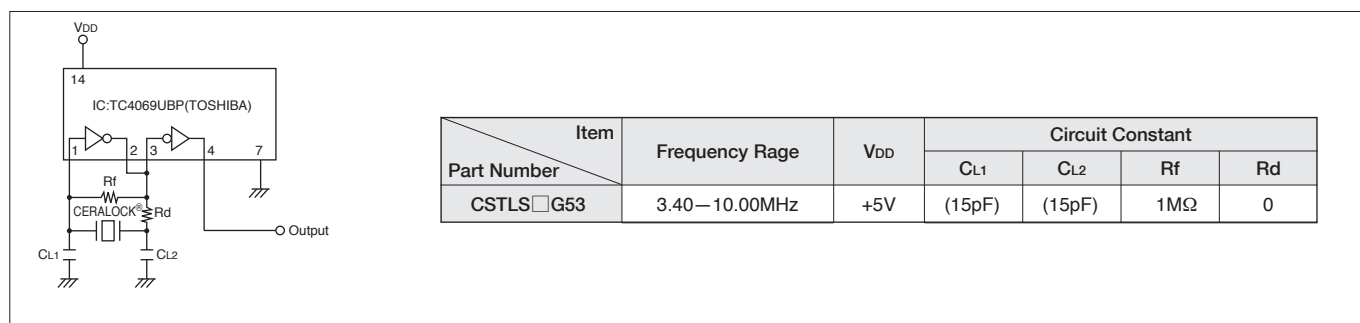 VDD
14
IC:TC4069UBP(TOSHIBA)
1 2 3 4 7
Rf
CERALOCK® Rd
Output
CL1 CL2
Item
Part Number
Frequency Rage
VDD
Circuit Constant
CL1 CL2 Rf Rd
CSTLS□G53 3.40—10.00MHz +5V (15pF) (15pF) 1MΩ 0